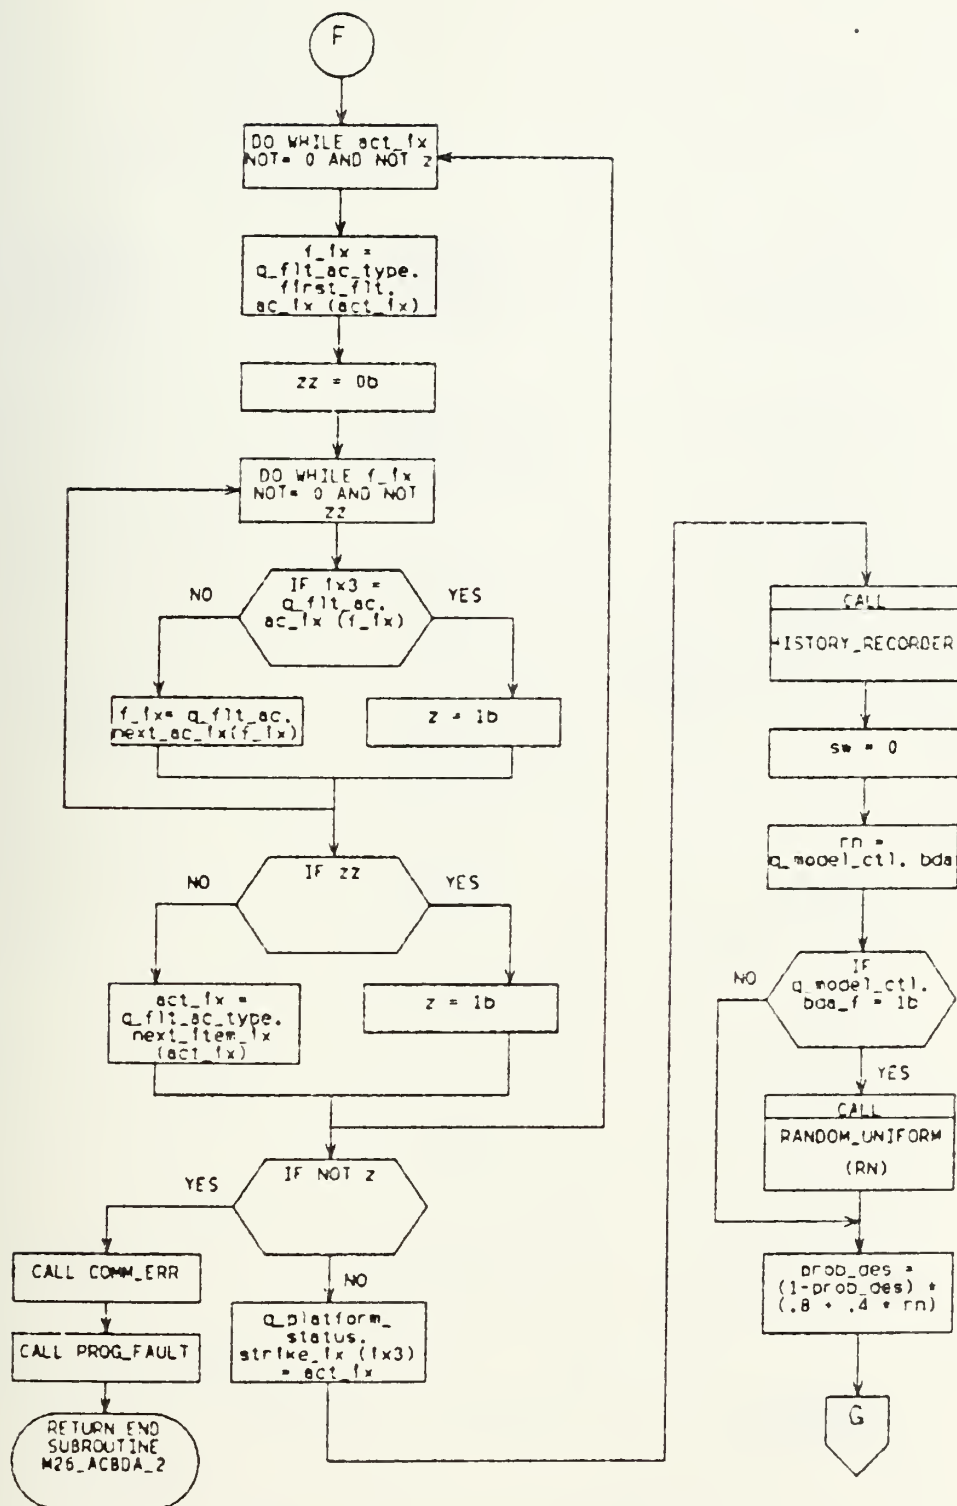 F
DO WHILE act_ix
NOT= 0 AND NOT z
f_ix =
q_flt_ac_type.
first_flt.
ac_ix (act_ix)
zz = 0b
DO WHILE f_ix
NOT= 0 AND NOT
zz
IF ix3 =
q_flt_ac.
ac_ix (f_ix)
NO
YES
f_ix= q_flt_ac.
next_ac_ix(f_ix)
z = 1b
IF zz
NO
YES
act_ix =
q_flt_ac_type.
next_item_ix
(act_ix)
z = 1b
IF NOT z
YES
NO
CALL COMM_ERR
CALL PROG_FAULT
RETURN END
SUBROUTINE
M26_ACBDA_2
q_platform_
status.
strike_ix (ix3)
= act_ix
CALL
HISTORY_RECORDER
sw = 0
rn =
q_model_ctl. bda
IF
q_model_ctl.
bda_f = 1b
NO
YES
CALL
RANDOM_UNIFORM
(RN)
prob_des =
(1-prob_des) *
(.8 + .4 * rn)
G